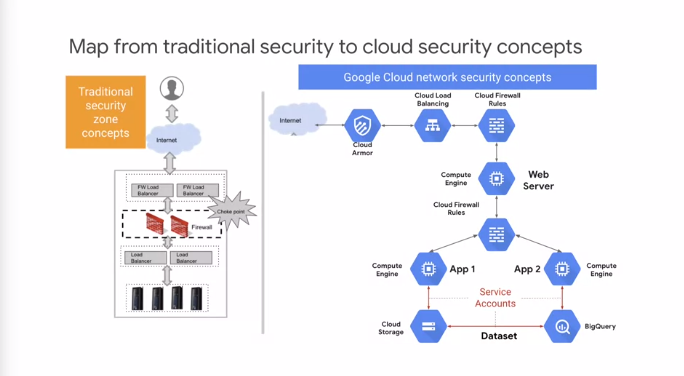 Map from traditional security to cloud security concepts
Traditional
security
zone
concepts
Internet
FW Load
Balancer
FW Load
Balancer
Choke point
Firewall
Load
Balancer
Load
Balancer
Google Cloud network security concepts
Internet
Cloud
Armor
Cloud Load
Balancing
Cloud Firewall
Rules
Compute
Engine
Web
Server
Cloud Firewall
Rules
Compute
Engine
App 1
App 2
Compute
Engine
Service
Accounts
Cloud
Storage
Dataset
BigQuery